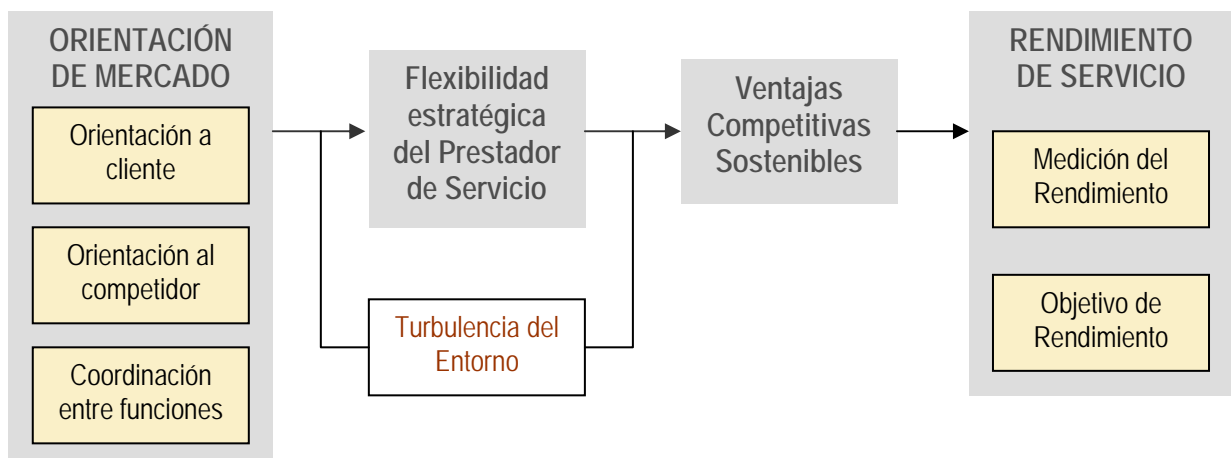 ORIENTACIÓN
DE MERCADO
Orientación a
cliente
Orientación al
competidor
Coordinación
entre funciones
Flexibilidad
estratégica
del Prestador
de Servicio
Turbulencia del
Entorno
Ventajas
Competitivas
Sostenibles
RENDIMIENTO
DE SERVICIO
Medición del
Rendimiento
Objetivo de
Rendimiento